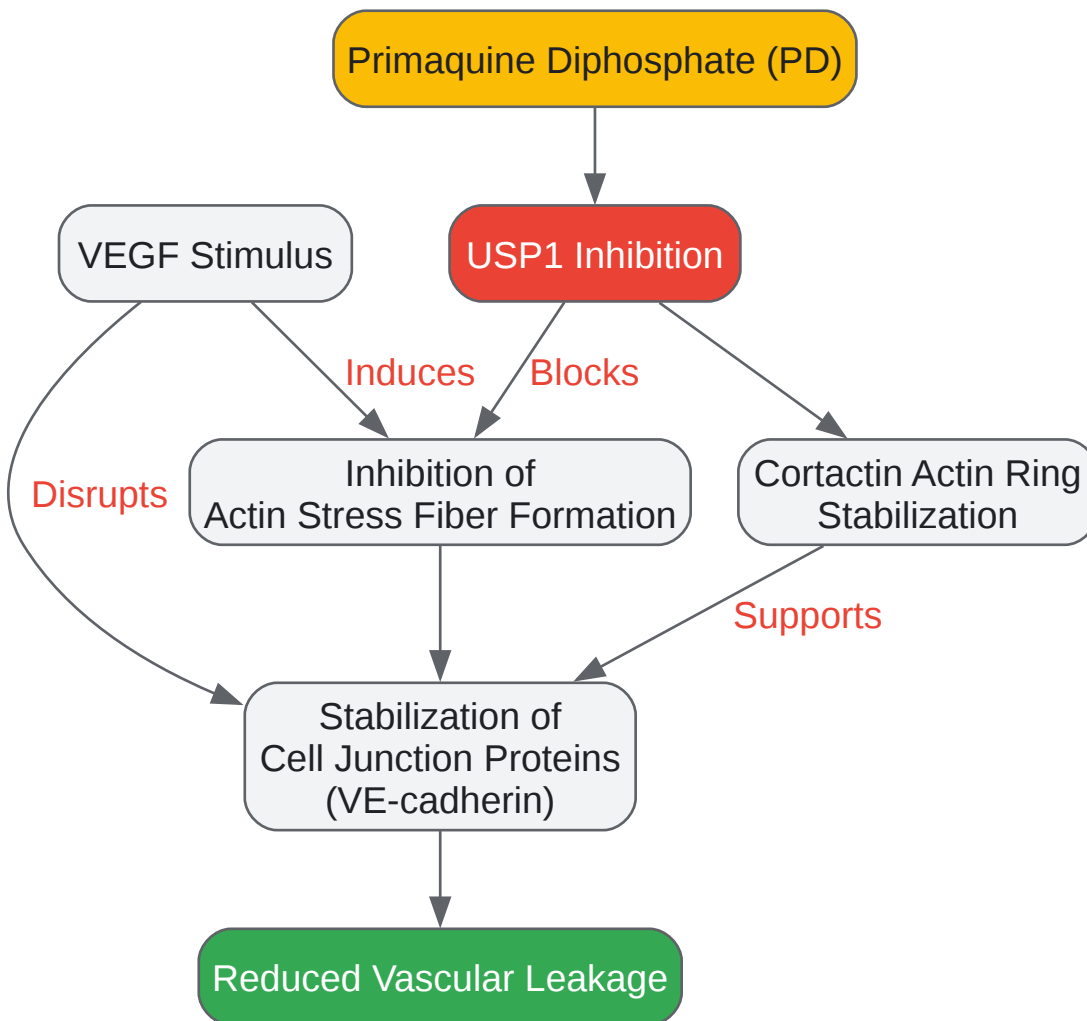 Primaquine Diphosphate (PD)
VEGF Stimulus
USP1 Inhibition
Induces
Blocks
Inhibition of
Actin Stress Fiber Formation
Cortactin Actin Ring
Stabilization
Disrupts
Supports
Stabilization of
Cell Junction Proteins
(VE-cadherin)
Reduced Vascular Leakage